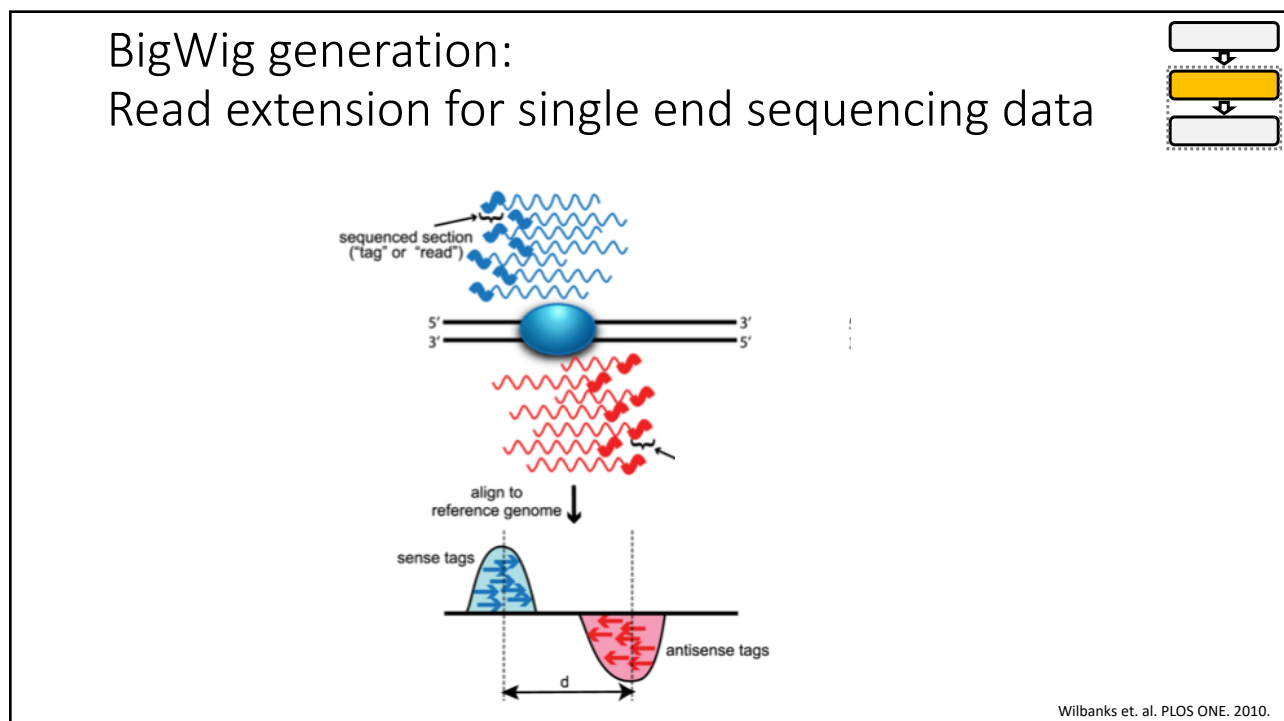 BigWig generation:
Read extension for single end sequencing data
sequenced section
("tag" or "read")
5′ 3′
3′ 5′
align to
reference genome
sense tags
antisense tags
d
Wilbanks et. al. PLOS ONE. 2010.